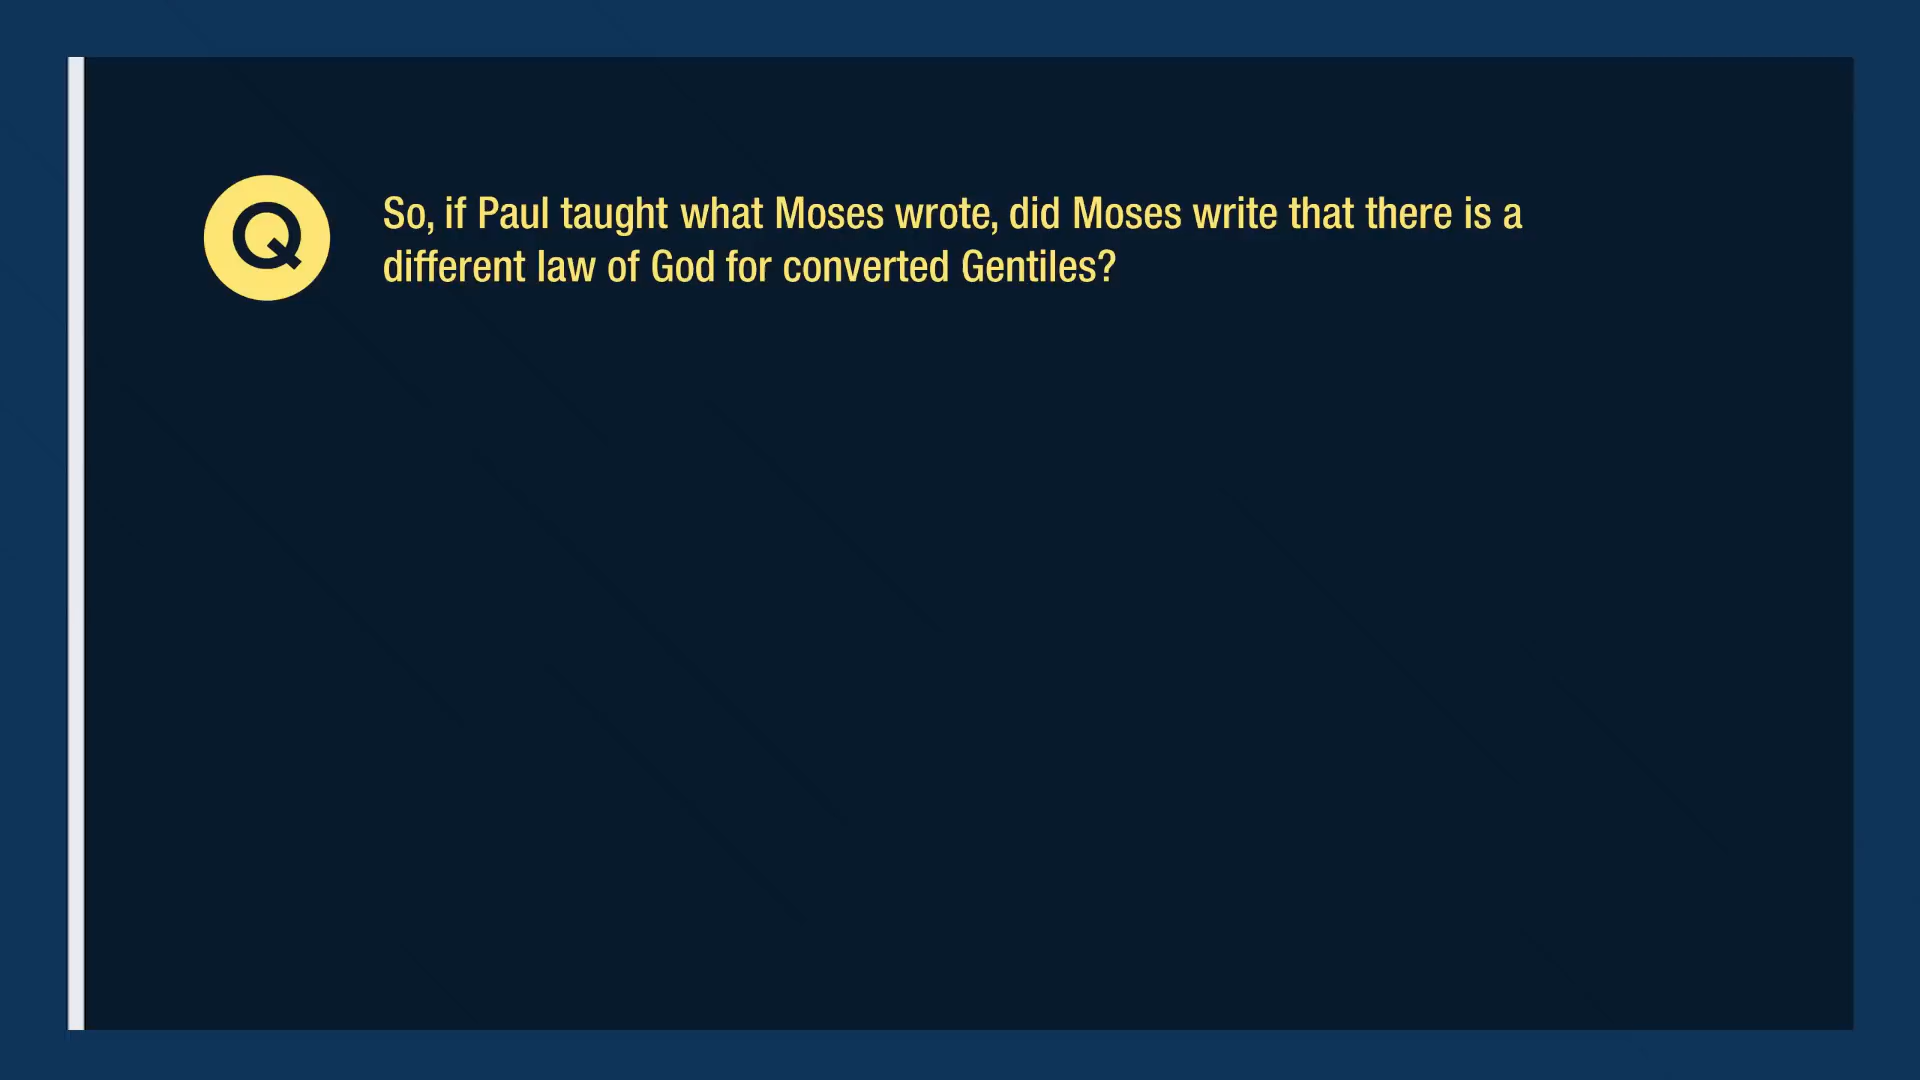 Q
So, if Paul taught what Moses wrote, did Moses write that there is a
different law of God for converted Gentiles?